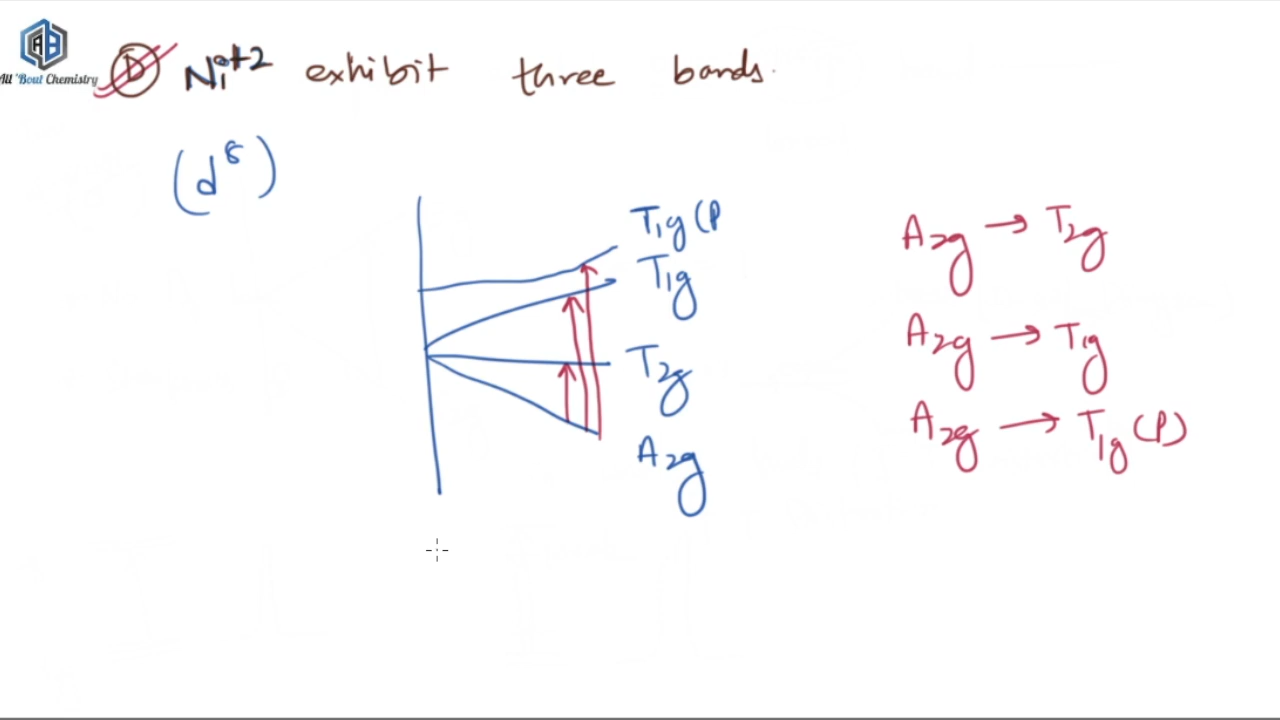 AB
All 'Bout Chemistry
D Ni+2 exhibit three bands.
(d8)
T1g(P
T1g
T2g
A2g
A2g → T2g
A2g → T1g
A2g → T1g(P)